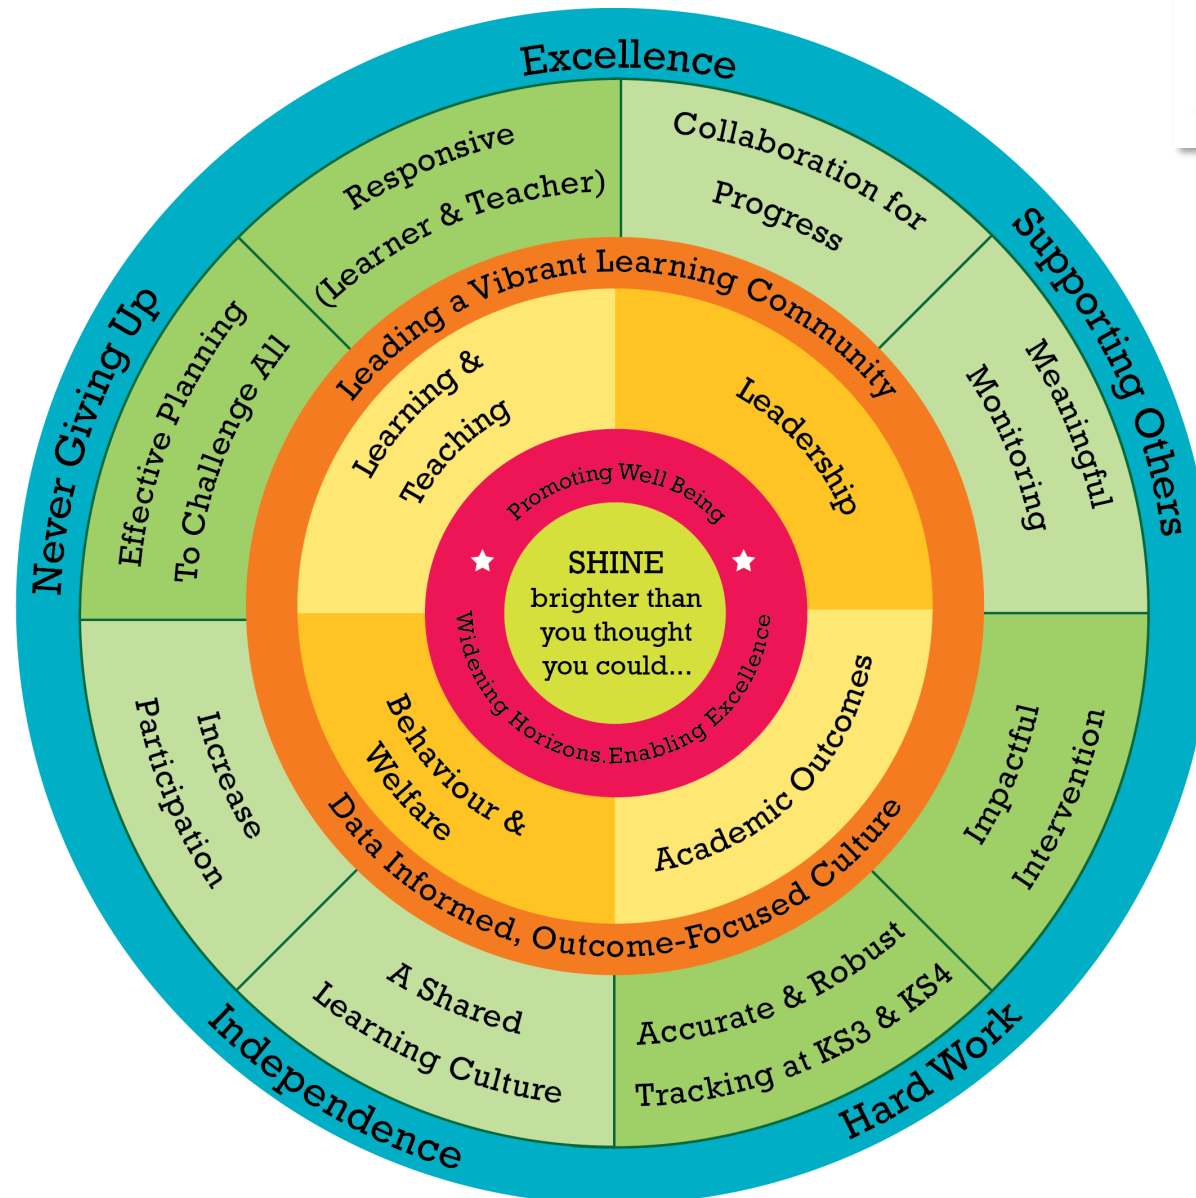 Excellence
Supporting Others
Hard Work
Independence
Never Giving Up
Responsive
(Learner & Teacher)
Collaboration for
Progress
Meaningful
Monitoring
Impactful
Intervention
Accurate & Robust
Tracking at KS3 & KS4
A Shared
Learning Culture
Increase
Participation
Effective Planning
To Challenge All
Leading a Vibrant Learning Community
Data Informed, Outcome-Focused Culture
Learning &
Teaching
Leadership
Academic Outcomes
Behaviour &
Welfare
Promoting Well Being
Widening Horizons.Enabling Excellence
SHINE
brighter than
you thought
you could...